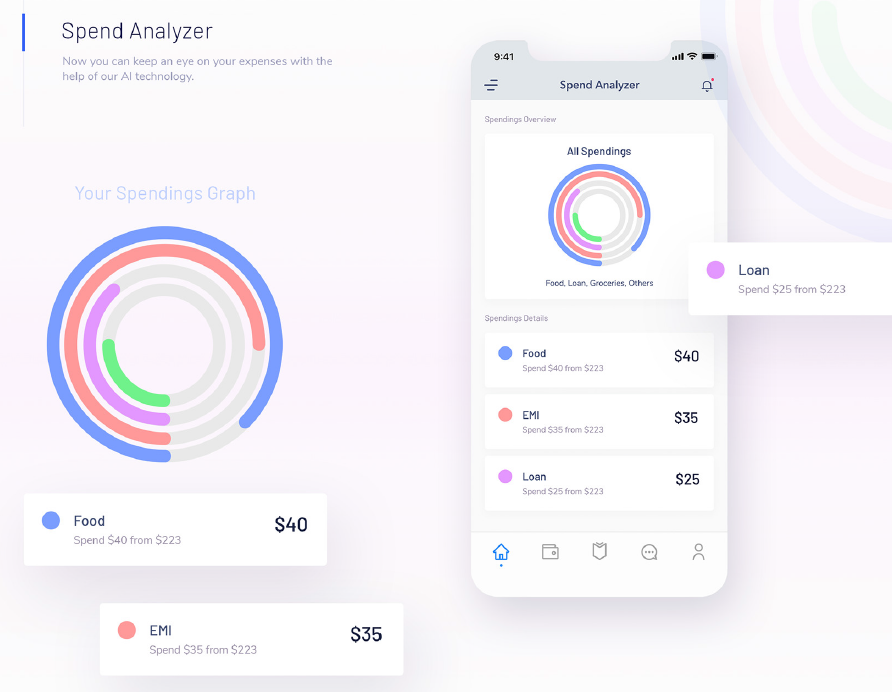 Spend Analyzer
Now you can keep an eye on your expenses with the
help of our AI technology.
Your Spendings Graph
Food
$40
Spend $40 from $223
EMI
$35
Spend $35 from $223
9:41
Spend Analyzer
Spendings Overview
All Spendings
Food, Loan, Groceries, Others
Loan
Spend $25 from $223
Spendings Details
Food
$40
Spend $40 from $223
EMI
$35
Spend $35 from $223
Loan
$25
Spend $25 from $223